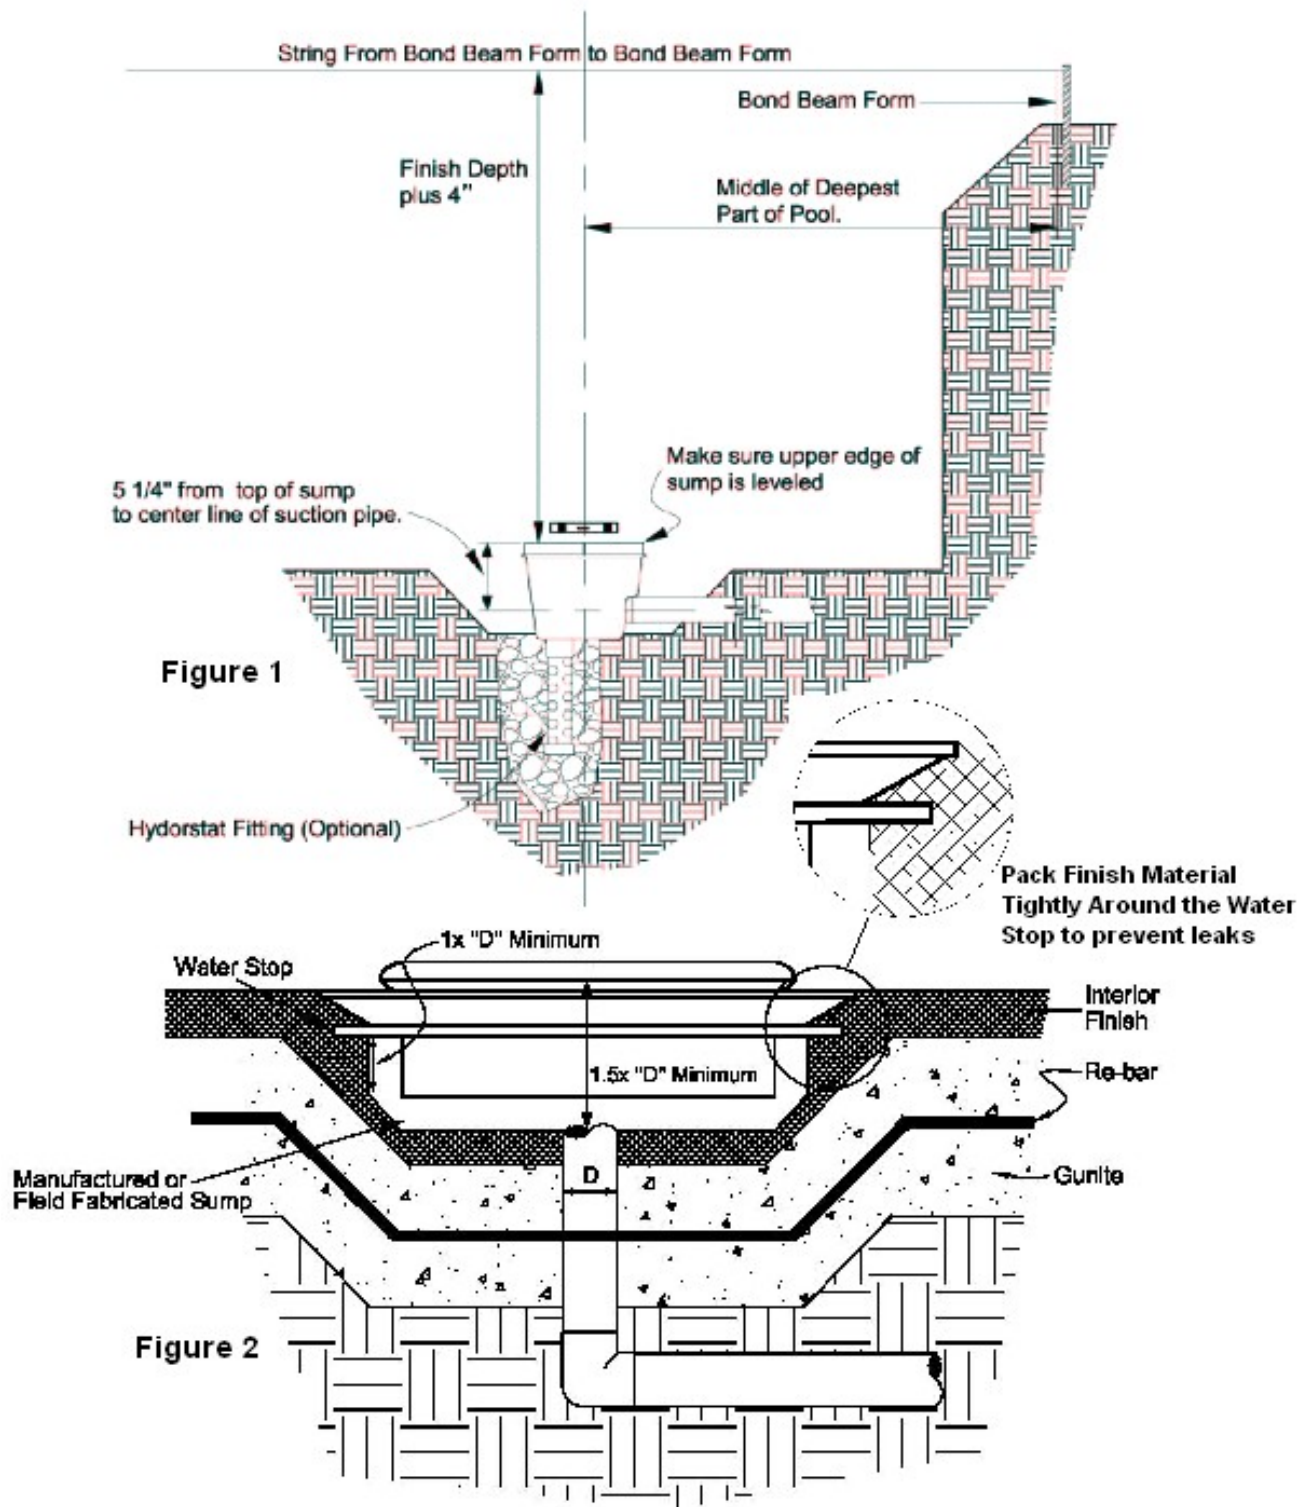 String From Bond Beam Form to Bond Beam Form
Bond Beam Form
Finish Depth
plus 4"
Middle of Deepest
Part of Pool.
Make sure upper edge of
sump is leveled
5 1/4" from top of sump
to center line of suction pipe.
Figure 1
Hydorstat Fitting (Optional)
Pack Finish Material
Tightly Around the Water
Stop to prevent leaks
1x "D" Minimum
Water Stop
Interior
Finish
Re-bar
1.5x "D" Minimum
Manufactured or
Field Fabricated Sump
D
Gunite
Figure 2